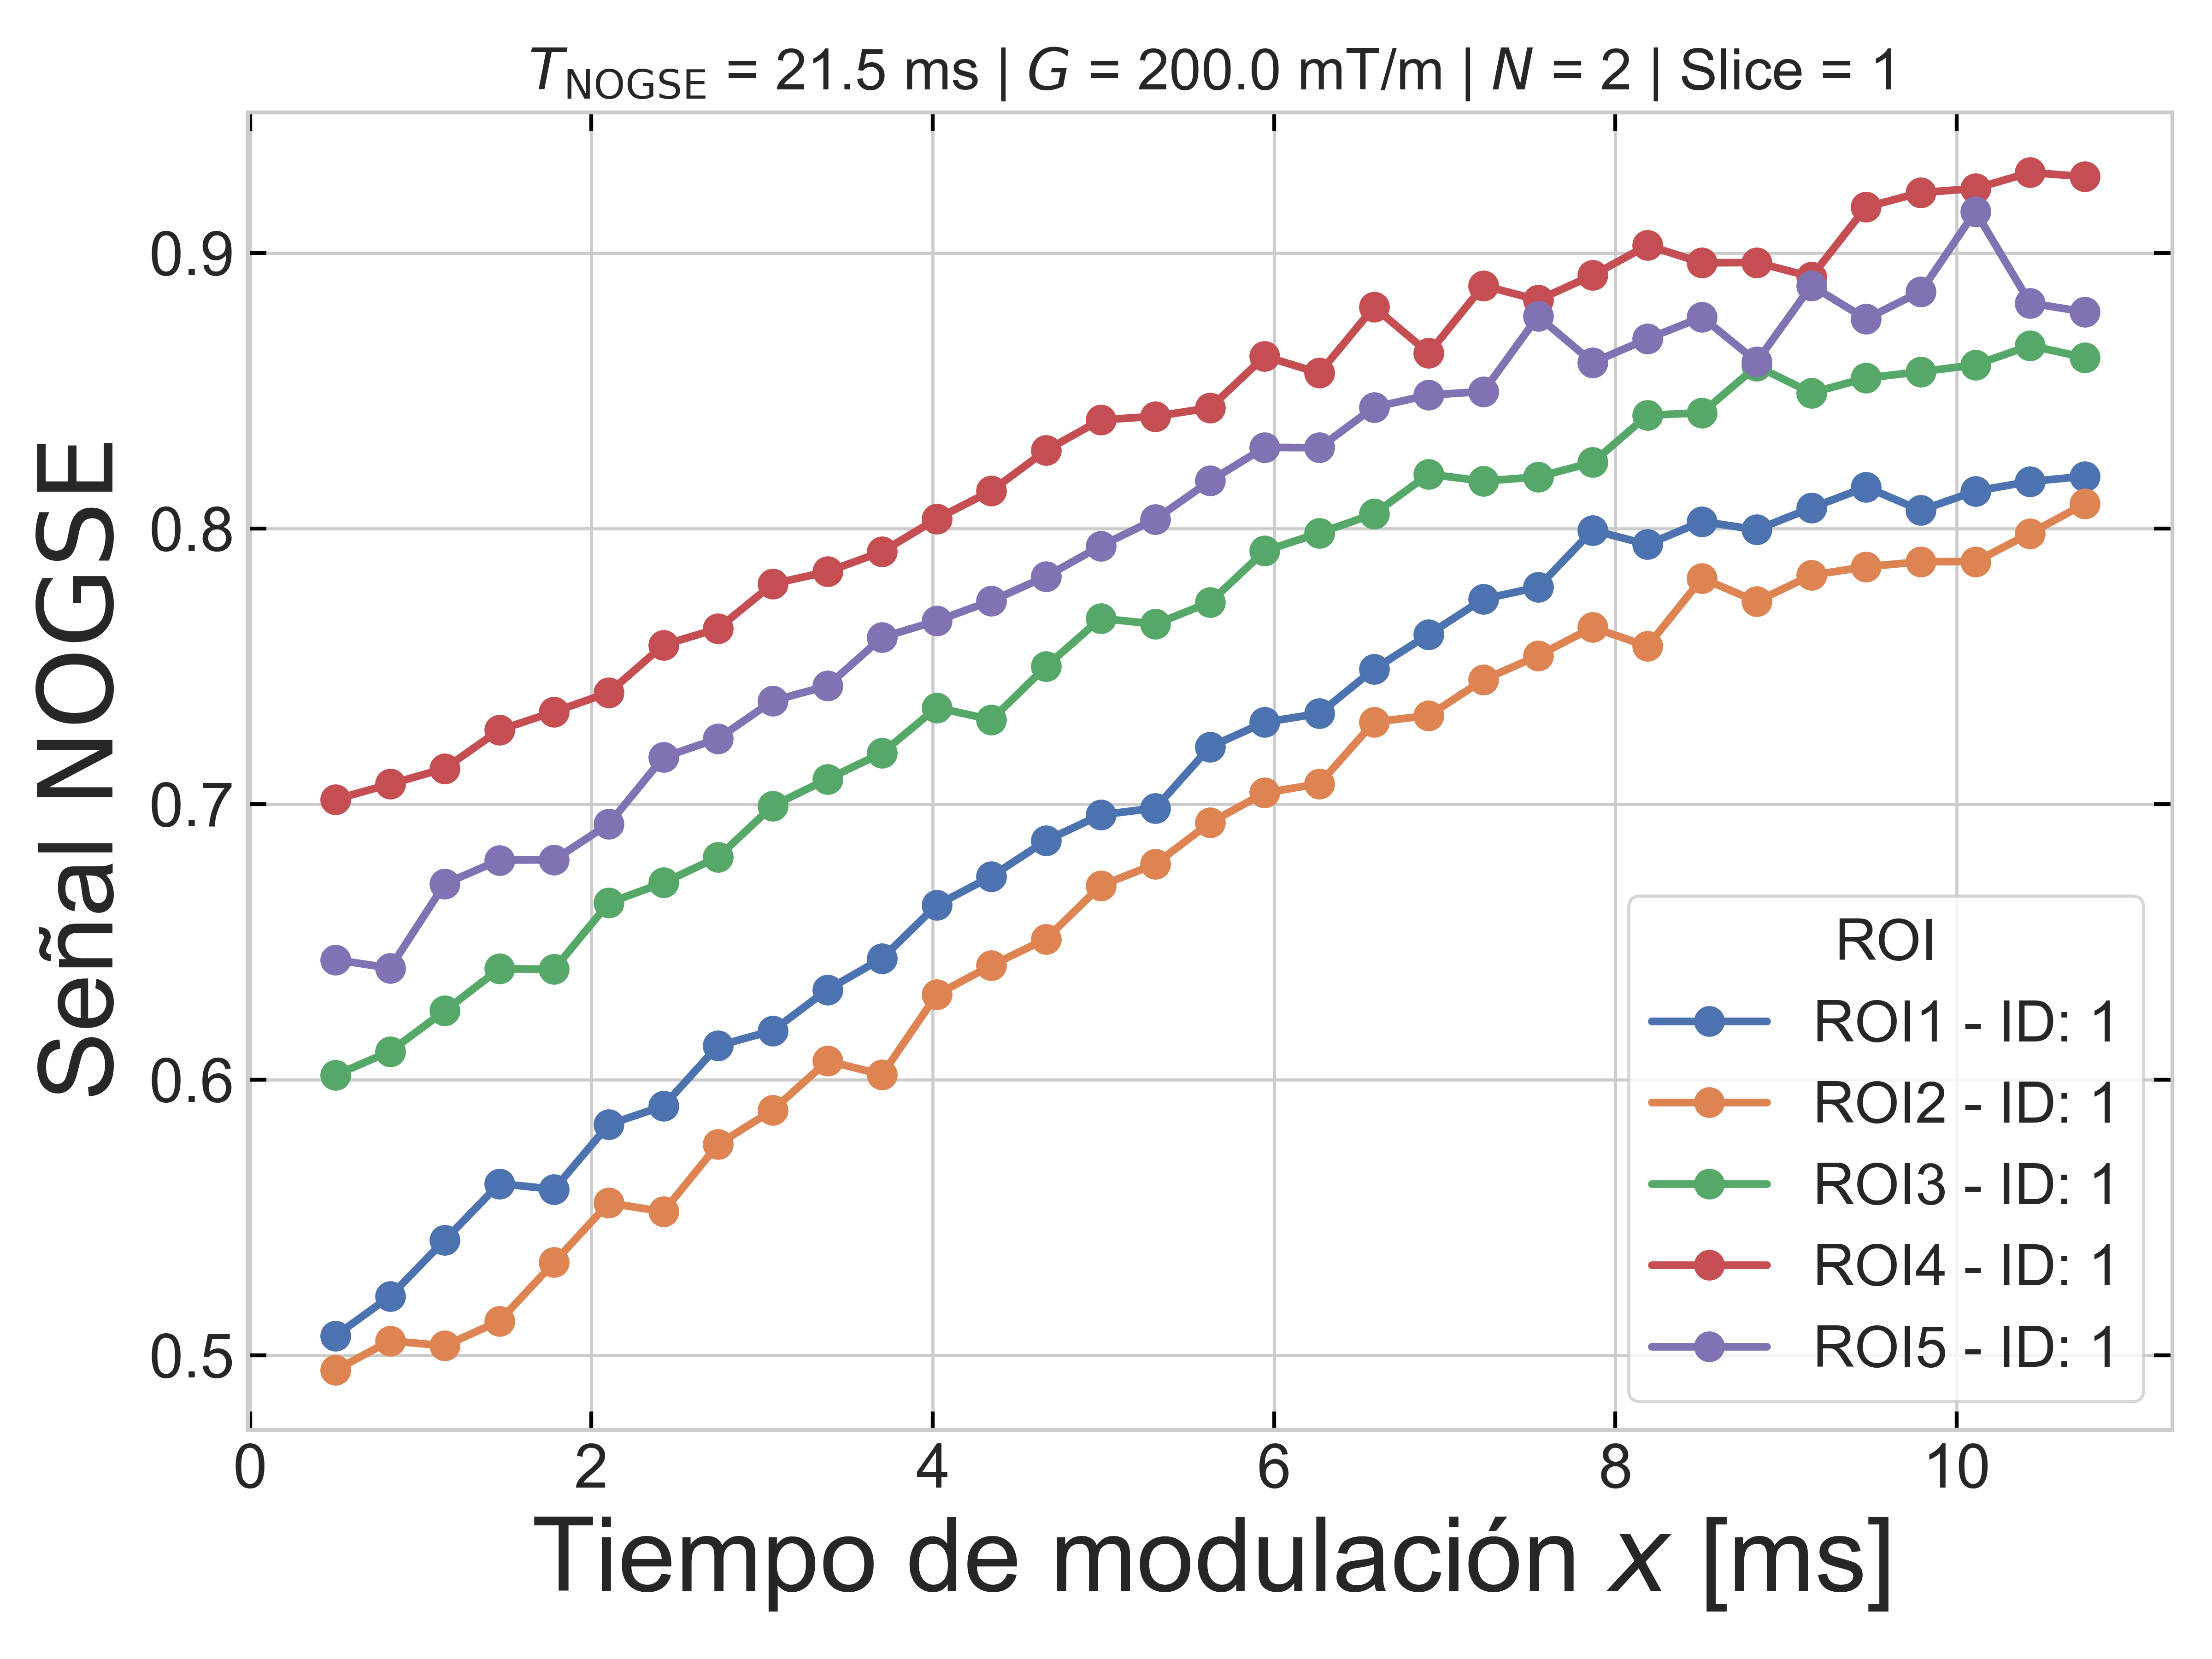 T_NOGSE = 21.5 ms | G = 200.0 mT/m | N = 2 | Slice = 1
Señal NOGSE
0.9
0.8
0.7
0.6
0.5
ROI
ROI1 - ID: 1
ROI2 - ID: 1
ROI3 - ID: 1
ROI4 - ID: 1
ROI5 - ID: 1
0 2 4 6 8 10
Tiempo de modulación x [ms]